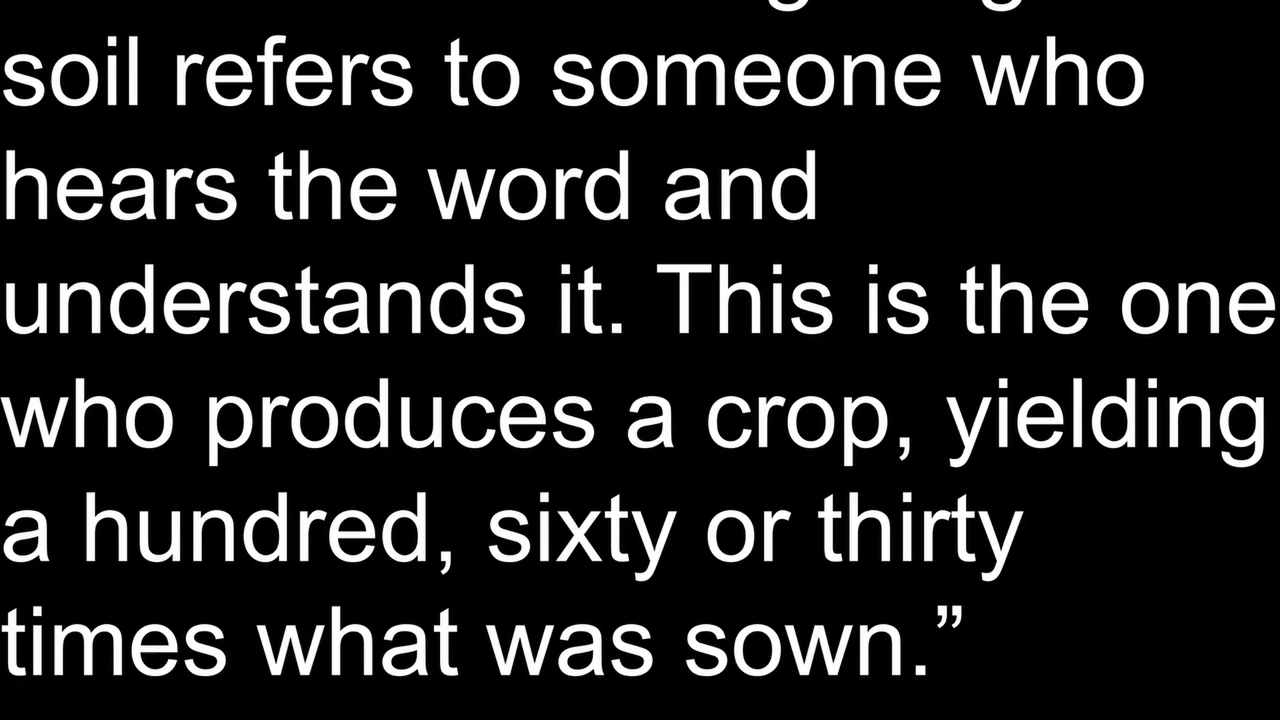 soil refers to someone who
hears the word and
understands it. This is the one
who produces a crop, yielding
a hundred, sixty or thirty
times what was sown.”